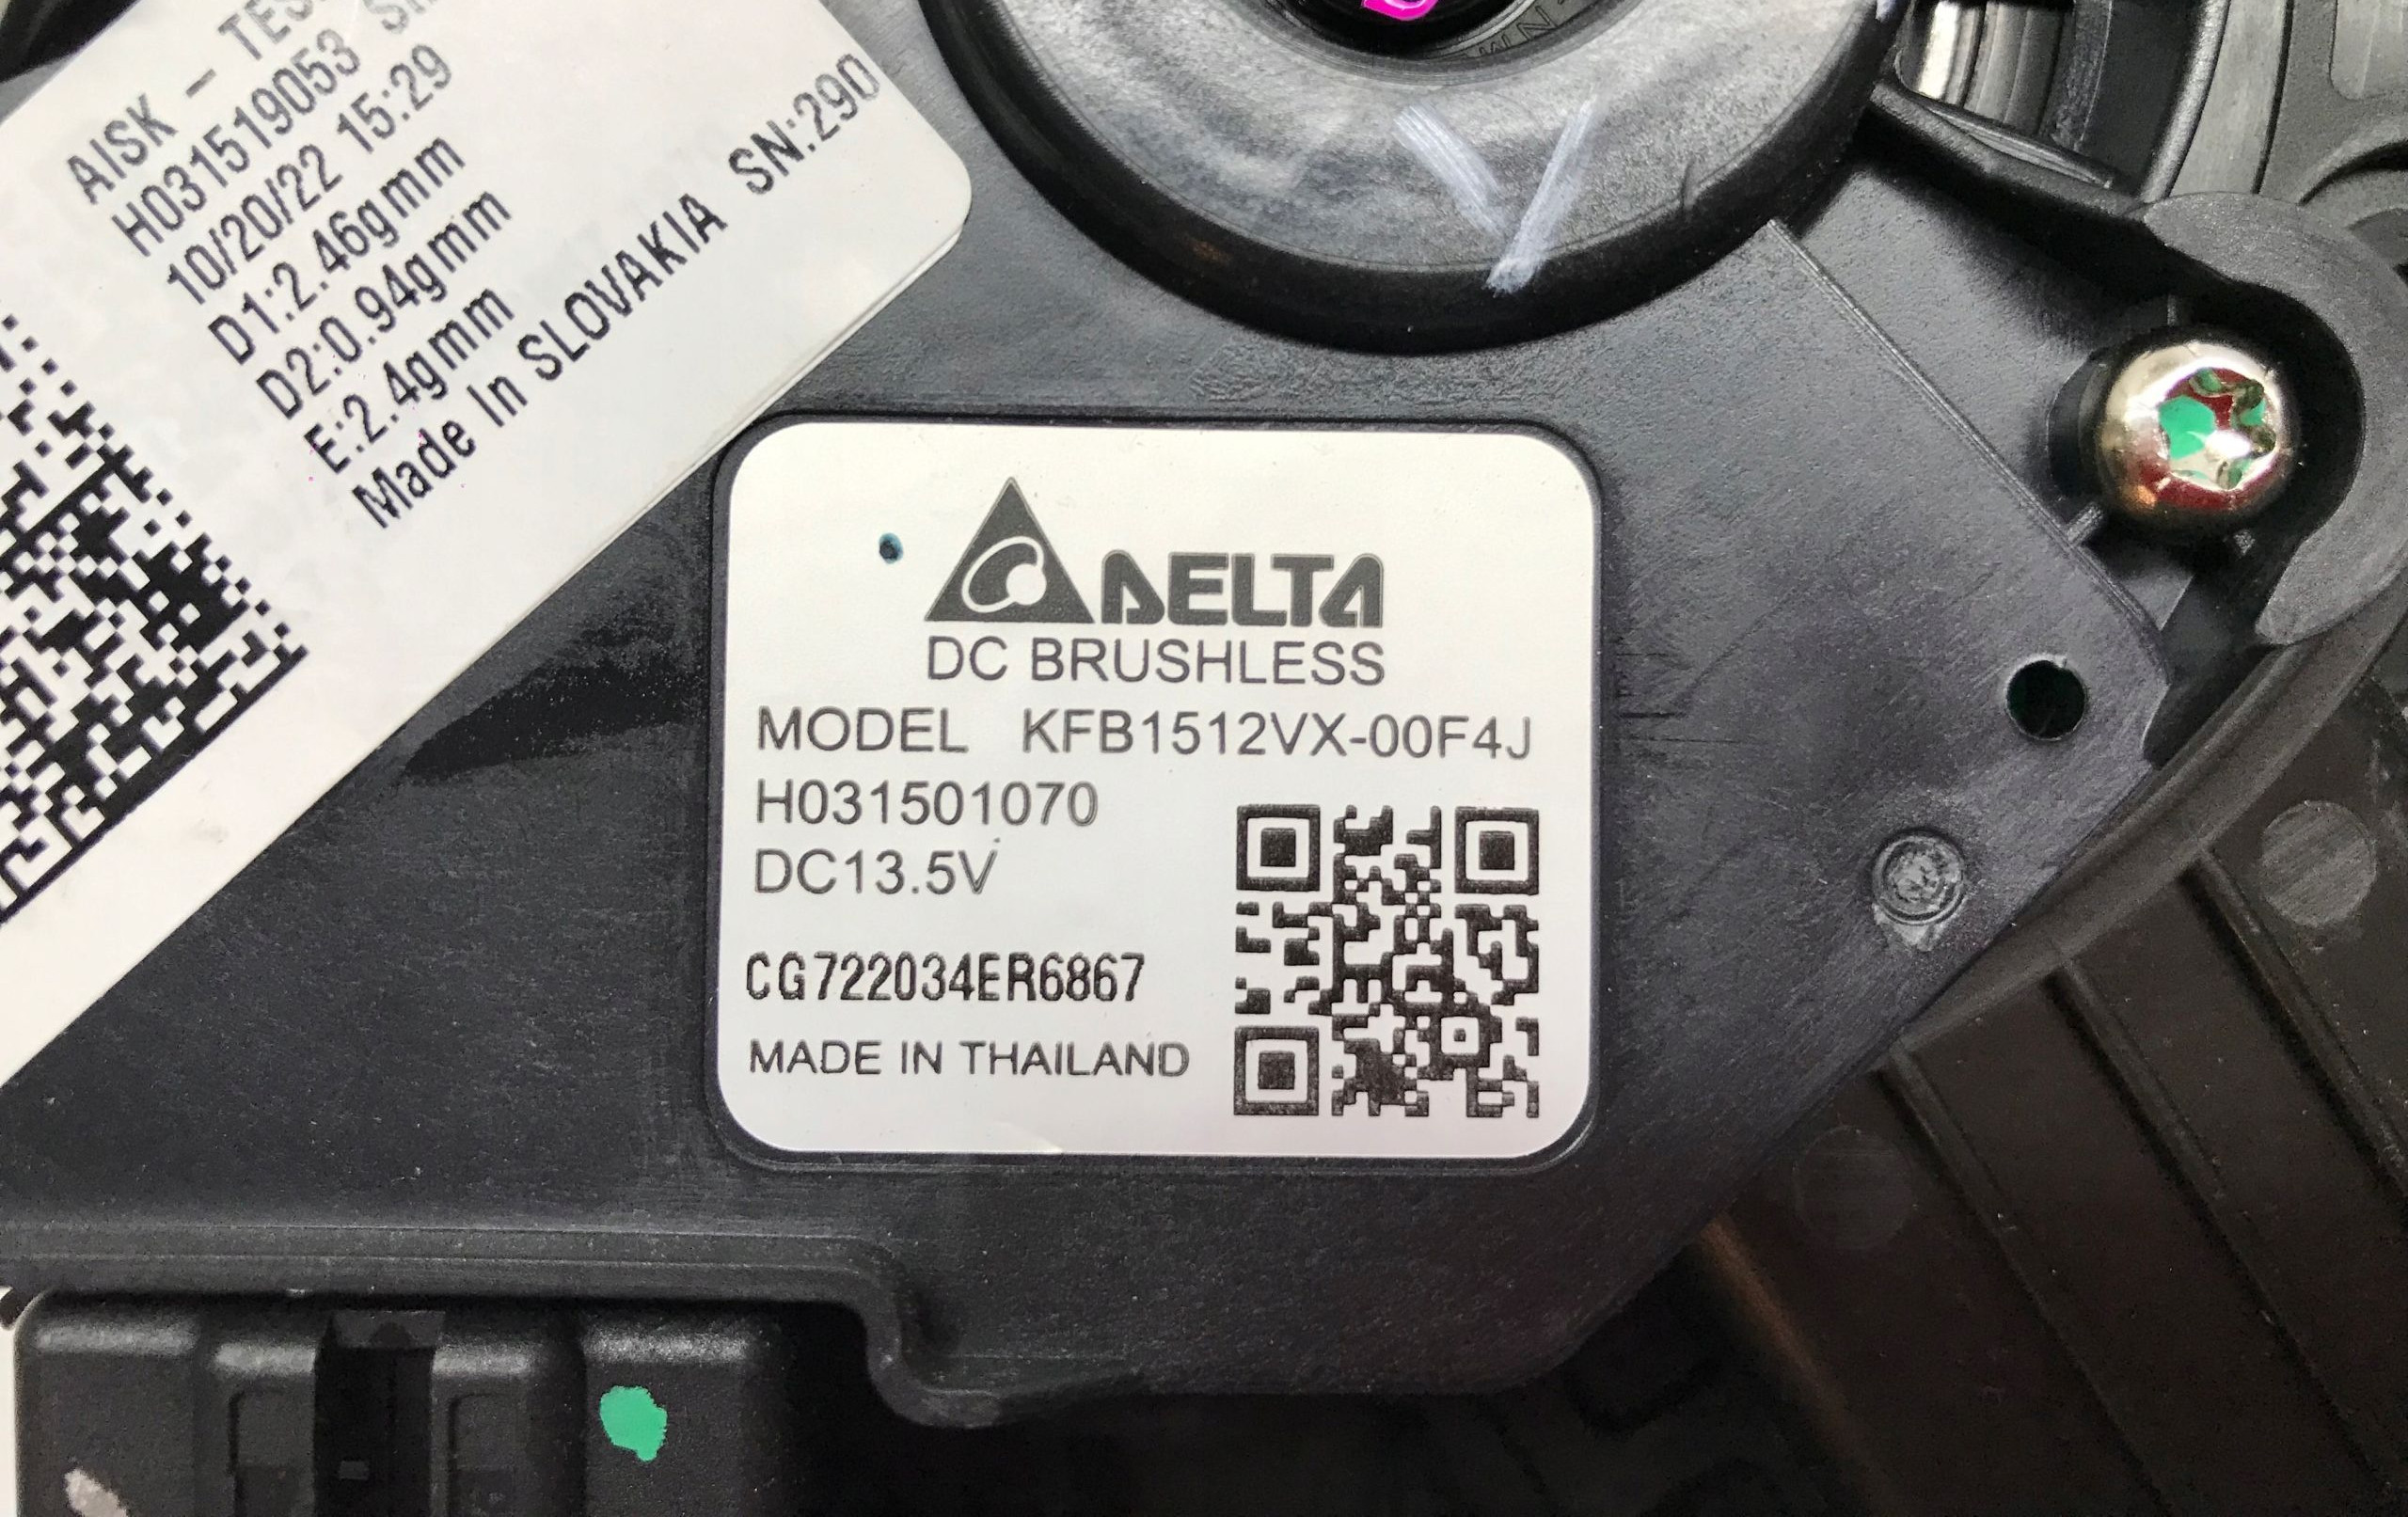 AISK - TES
H031519053
10/20/22 15:29
D1:2.46gmm
D2:0.94gmm
E:2.4gmm
Made In SLOVAKIA SN:290
DELTA
DC BRUSHLESS
MODEL KFB1512VX-00F4J
H031501070
DC13.5V
CG722034ER6867
MADE IN THAILAND